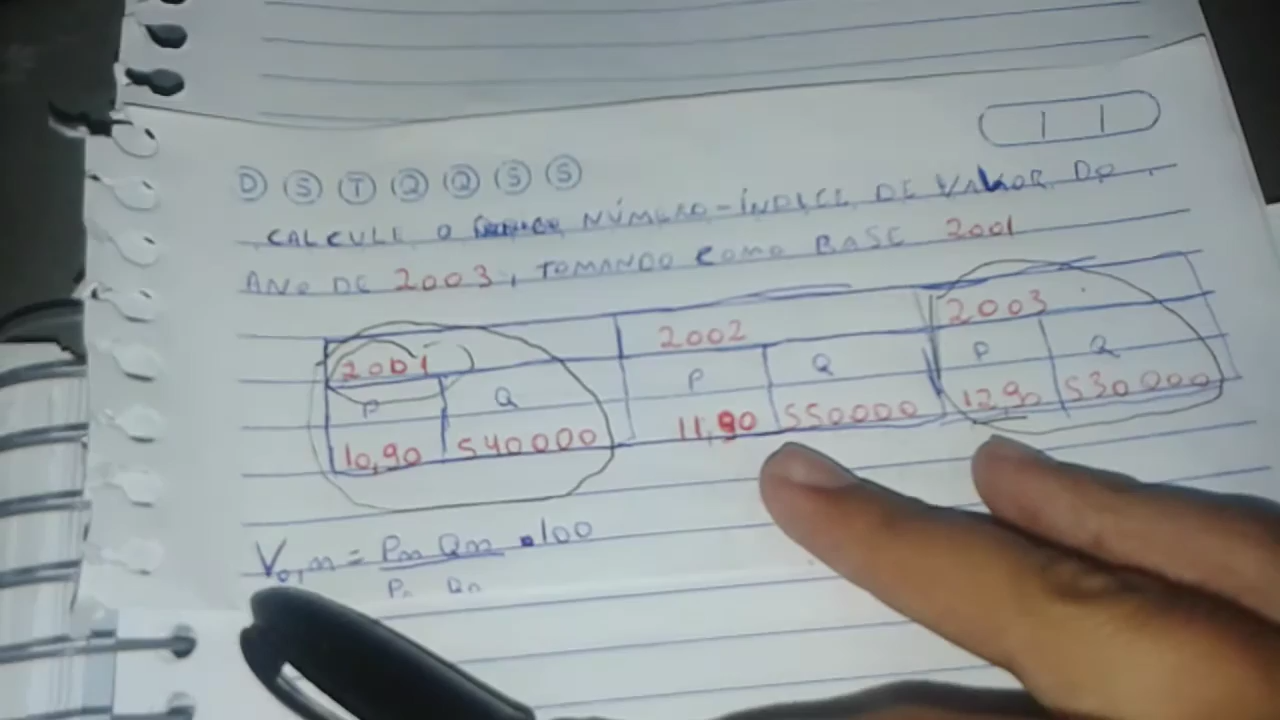 D S T Q Q S S
CALCULE O NÚMERO-ÍNDICE DE VALOR DO
ANO DE 2003, TOMANDO COMO BASE 2001
2001 2002 2003
P Q P Q P Q
10,90 540000 11,90 550000 12,90 530000
V0,n = Pn Qn . 100
P0 Q0